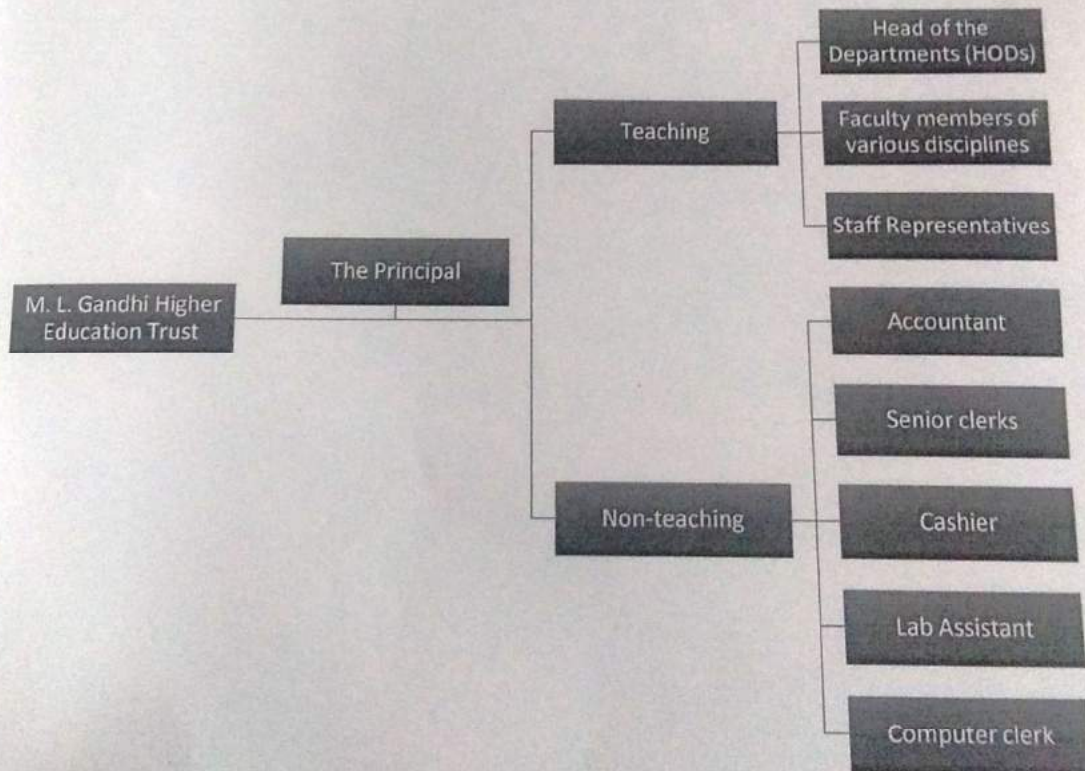 M. L. Gandhi Higher
Education Trust
The Principal
Teaching
Head of the
Departments (HODs)
Faculty members of
various disciplines
Staff Representatives
Non-teaching
Accountant
Senior clerks
Cashier
Lab Assistant
Computer clerk